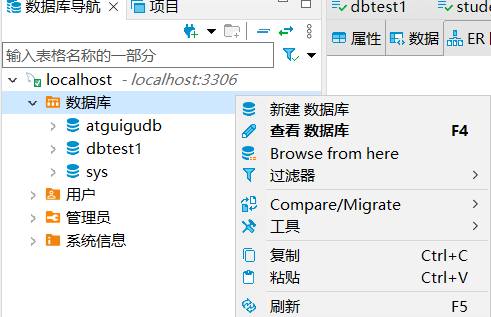 数据库导航
项目
dbtest1
输入表格名称的一部分
属性
数据
ER
localhost - localhost:3306
数据库
atguigudb
dbtest1
sys
用户
管理员
系统信息
新建 数据库
查看 数据库 F4
Browse from here
过滤器
Compare/Migrate
工具
复制 Ctrl+C
粘贴 Ctrl+V
刷新 F5